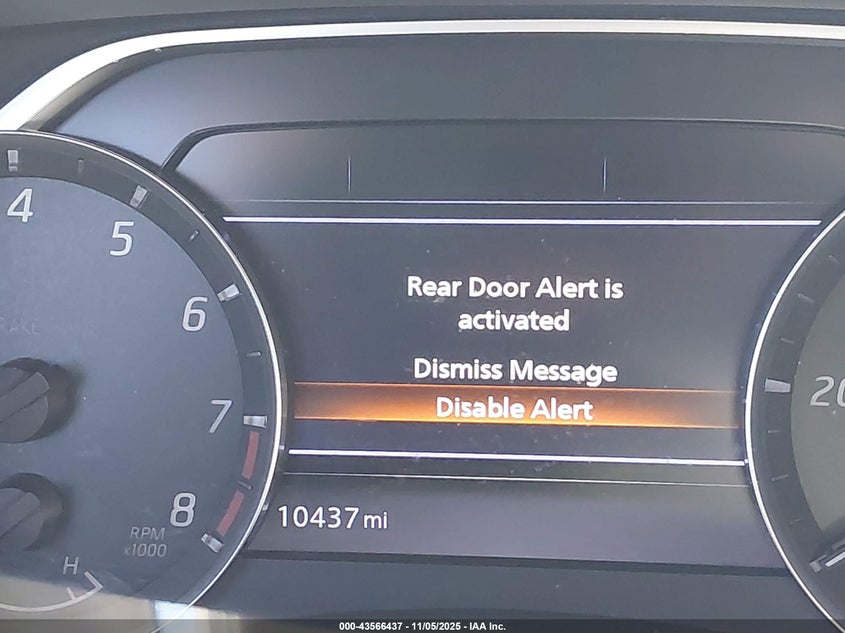 4
5
6
7
8
RPM
x1000
H
Rear Door Alert is
activated
Dismiss Message
Disable Alert
10437 mi
20
000-43566437 - 11/05/2025 - IAA Inc.